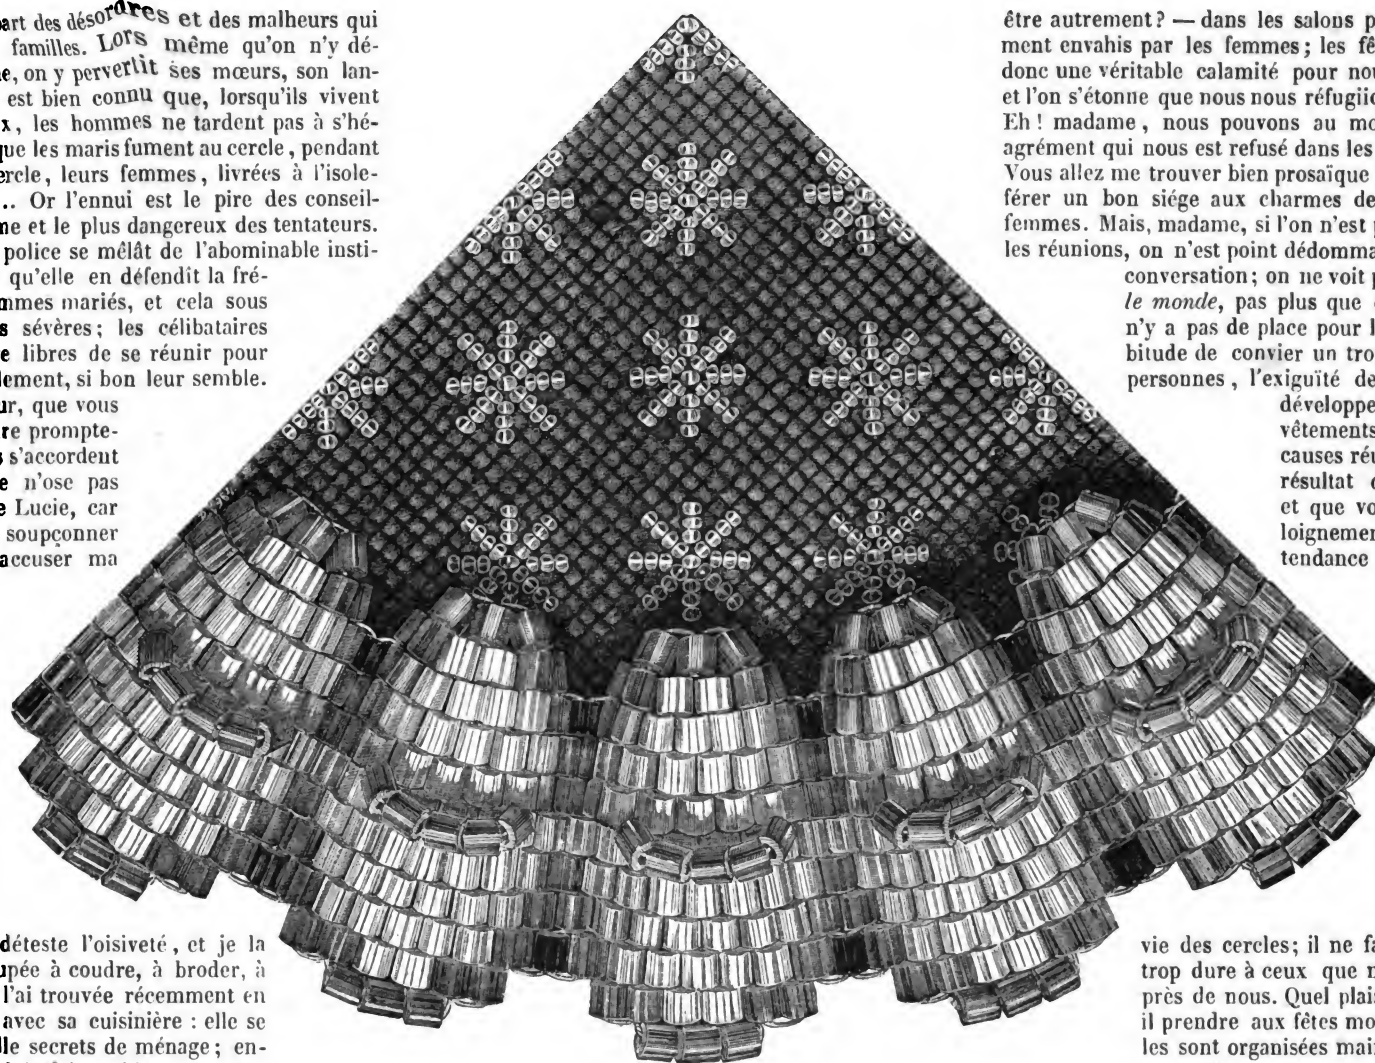 part des désordres et des malheurs qui
familles. Lors même qu'on n'y dé-
on y pervertit ses mœurs, son lan-
est bien connu que, lorsqu'ils vivent
les hommes ne tardent pas à s'hé-
que les maris fument au cercle, pendant
cercle, leurs femmes, livrées à l'isole-
.. Or l'ennui est le pire des conseil-
et le plus dangereux des tentateurs.
police se mêlât de l'abominable insti-
qu'elle en défendît la fré-
mmes mariés, et cela sous
sévères; les célibataires
libres de se réunir pour
lement, si bon leur semble.
ur, que vous
re prompte-
s'accordent
n'ose pas
Lucie, car
soupçonner
accuser ma
déteste l'oisiveté, et je la
upée à coudre, à broder, à
l'ai trouvée récemment en
avec sa cuisinière : elle se
lle secrets de ménage; en-
être autrement? — dans les salons p
ment envahis par les femmes; les fê
donc une véritable calamité pour nou
et l'on s'étonne que nous nous réfugiio
Eh! madame, nous pouvons au mo
agrément qui nous est refusé dans les
Vous allez me trouver bien prosaïque
férer un bon siége aux charmes de
femmes. Mais, madame, si l'on n'est p
les réunions, on n'est point dédomma
conversation; on ne voit p
le monde, pas plus que
n'y a pas de place pour l
bitude de convier un tro
personnes, l'exiguïté de
développe
vêtements
causes réu
résultat
et que vo
loignemen
tendance
vie des cercles; il ne fa
trop dure à ceux que n
près de nous. Quel plais
il prendre aux fêtes mo
les sont organisées main